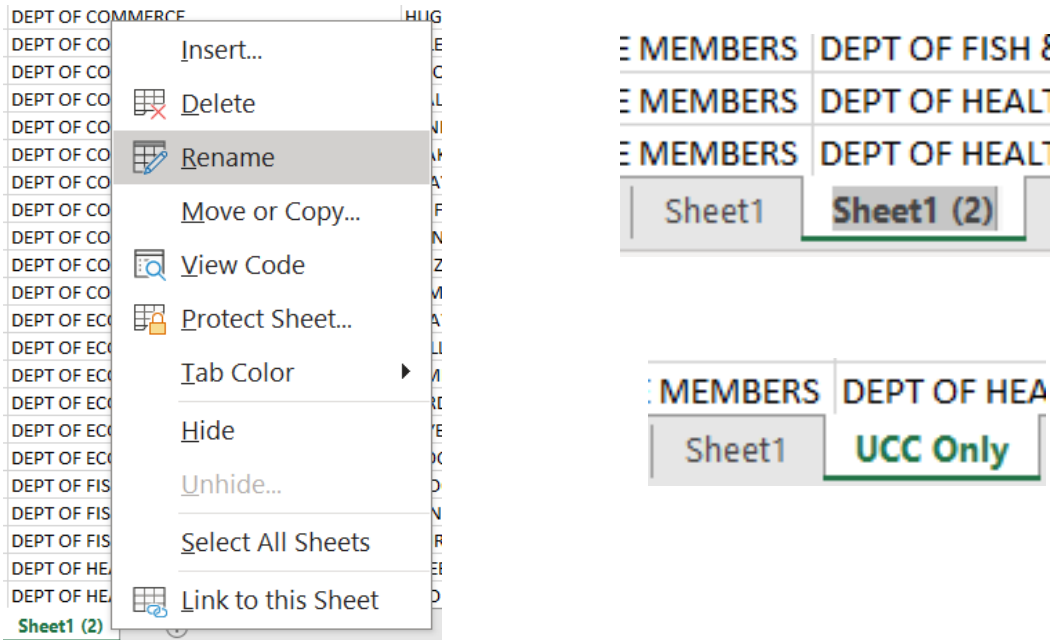 DEPT OF COMMERCE HUG
DEPT OF CO
DEPT OF CO
DEPT OF CO
DEPT OF CO
DEPT OF CO
DEPT OF CO
DEPT OF CO
DEPT OF CO
DEPT OF CO
DEPT OF CO
DEPT OF ECO
DEPT OF ECO
DEPT OF ECO
DEPT OF ECO
DEPT OF ECO
DEPT OF ECO
DEPT OF FIS
DEPT OF FIS
DEPT OF FIS
DEPT OF HEA
DEPT OF HEA
Sheet1 (2)
Insert...
Delete
Rename
Move or Copy...
View Code
Protect Sheet...
Tab Color
Hide
Unhide...
Select All Sheets
Link to this Sheet
E MEMBERS DEPT OF FISH &
E MEMBERS DEPT OF HEALT
E MEMBERS DEPT OF HEALT
Sheet1 Sheet1 (2)
MEMBERS DEPT OF HEA
Sheet1 UCC Only